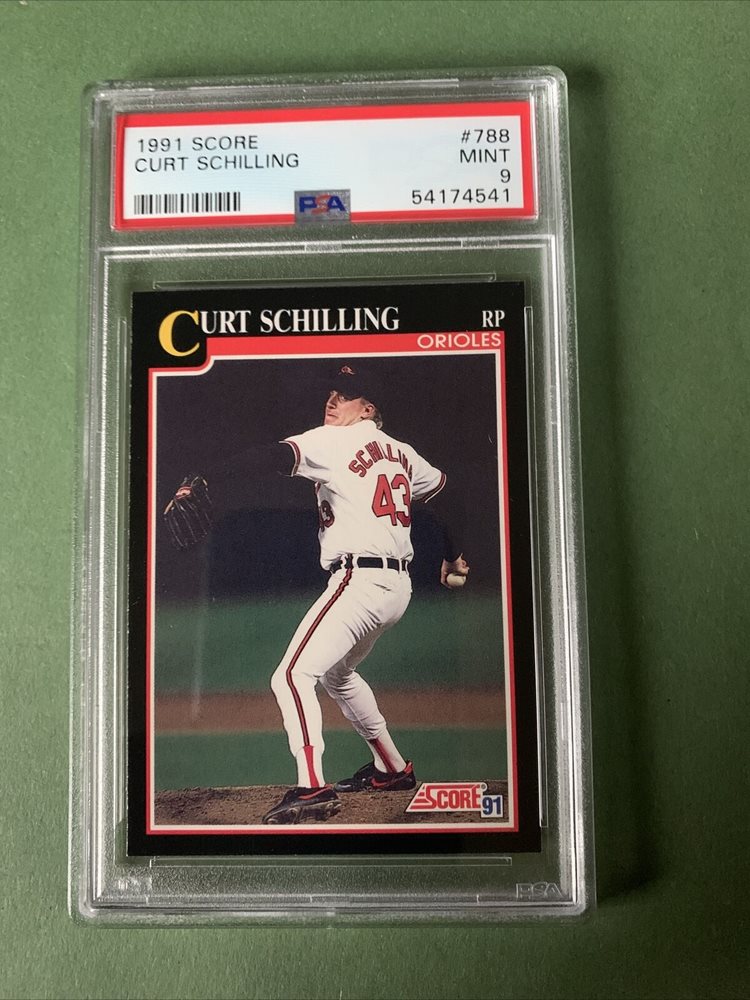 1991 SCORE #788
CURT SCHILLING MINT
9
PSA 54174541
CURT SCHILLING RP
ORIOLES
SCHILLING
43
SCORE 91
PSA